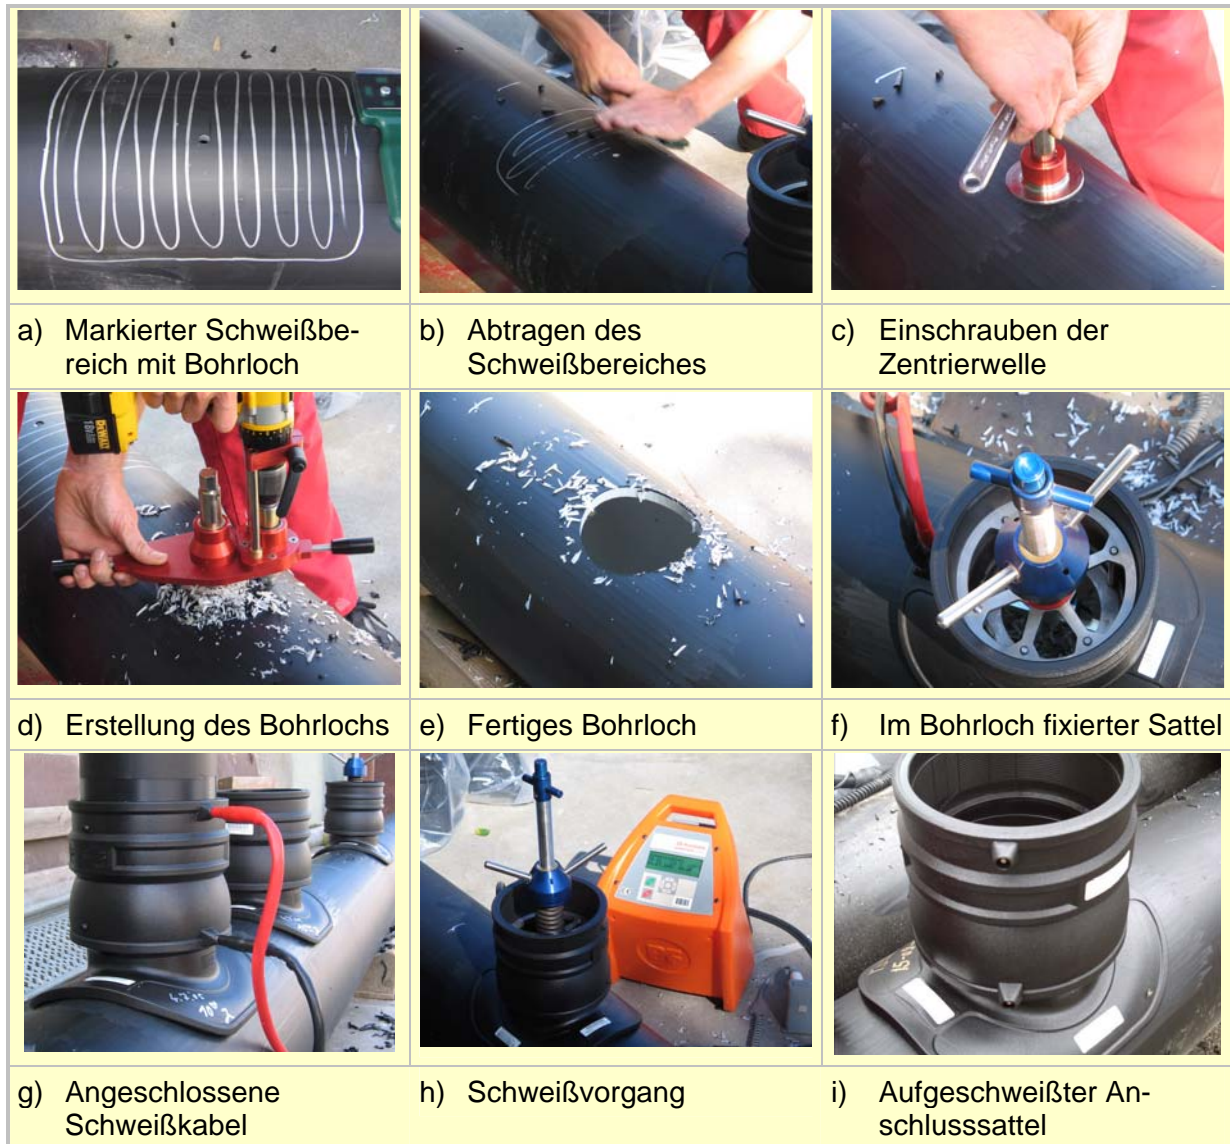 a) Markierter Schweißbe-
reich mit Bohrloch
b) Abtragen des
Schweißbereiches
c) Einschrauben der
Zentrierwelle
DEWALT
d) Erstellung des Bohrlochs
e) Fertiges Bohrloch
f) Im Bohrloch fixierter Sattel
g) Angeschlossene
Schweißkabel
h) Schweißvorgang
i) Aufgeschweißter An-
schlusssattel